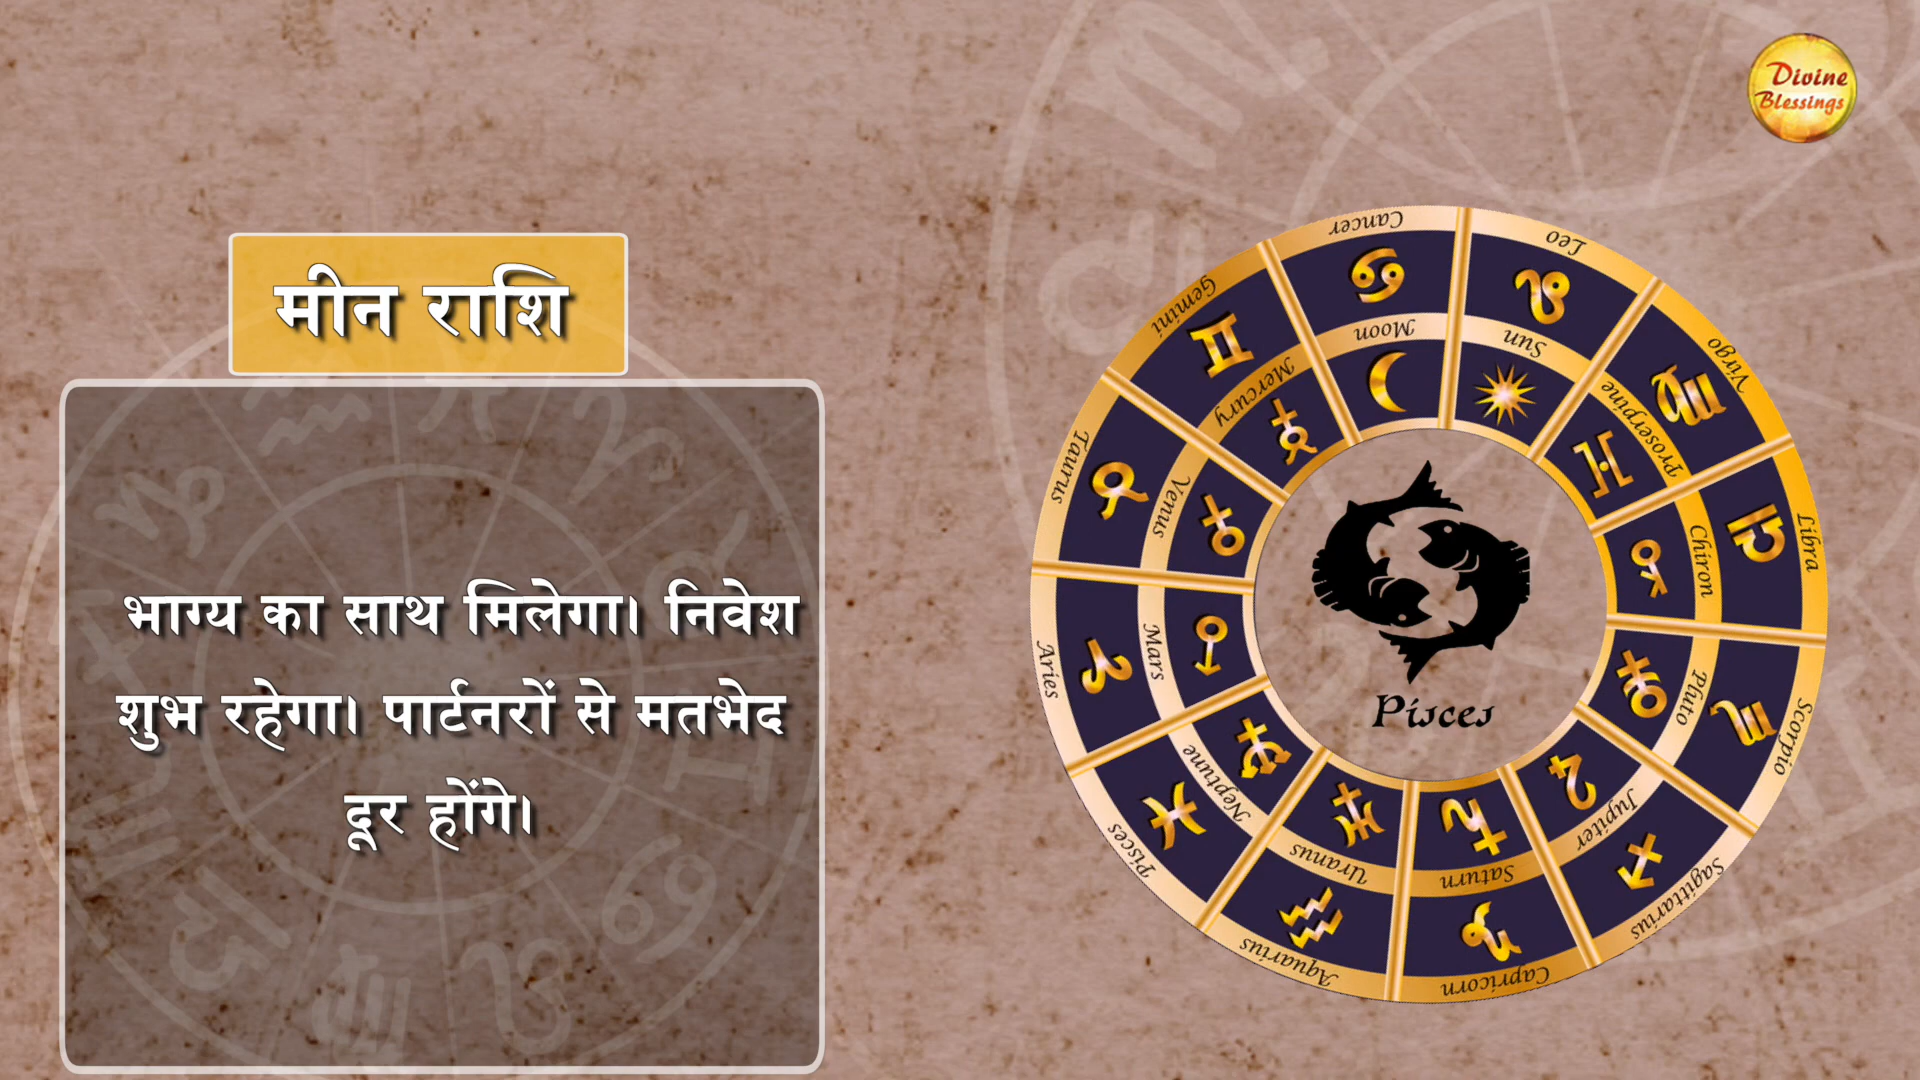 Divine
Blessings
मीन राशि
भाग्य का साथ मिलेगा। निवेश
शुभ रहेगा। पार्टनरों से मतभेद
दूर होंगे।
Cancer
Leo
Virgo
Libra
Scorpio
Sagittarius
Capricorn
Aquarius
Pisces
Aries
Taurus
Gemini
Moon
Sun
Proserpine
Chiron
Pluto
Jupiter
Saturn
Uranus
Neptune
Mars
Venus
Mercury
Pisces